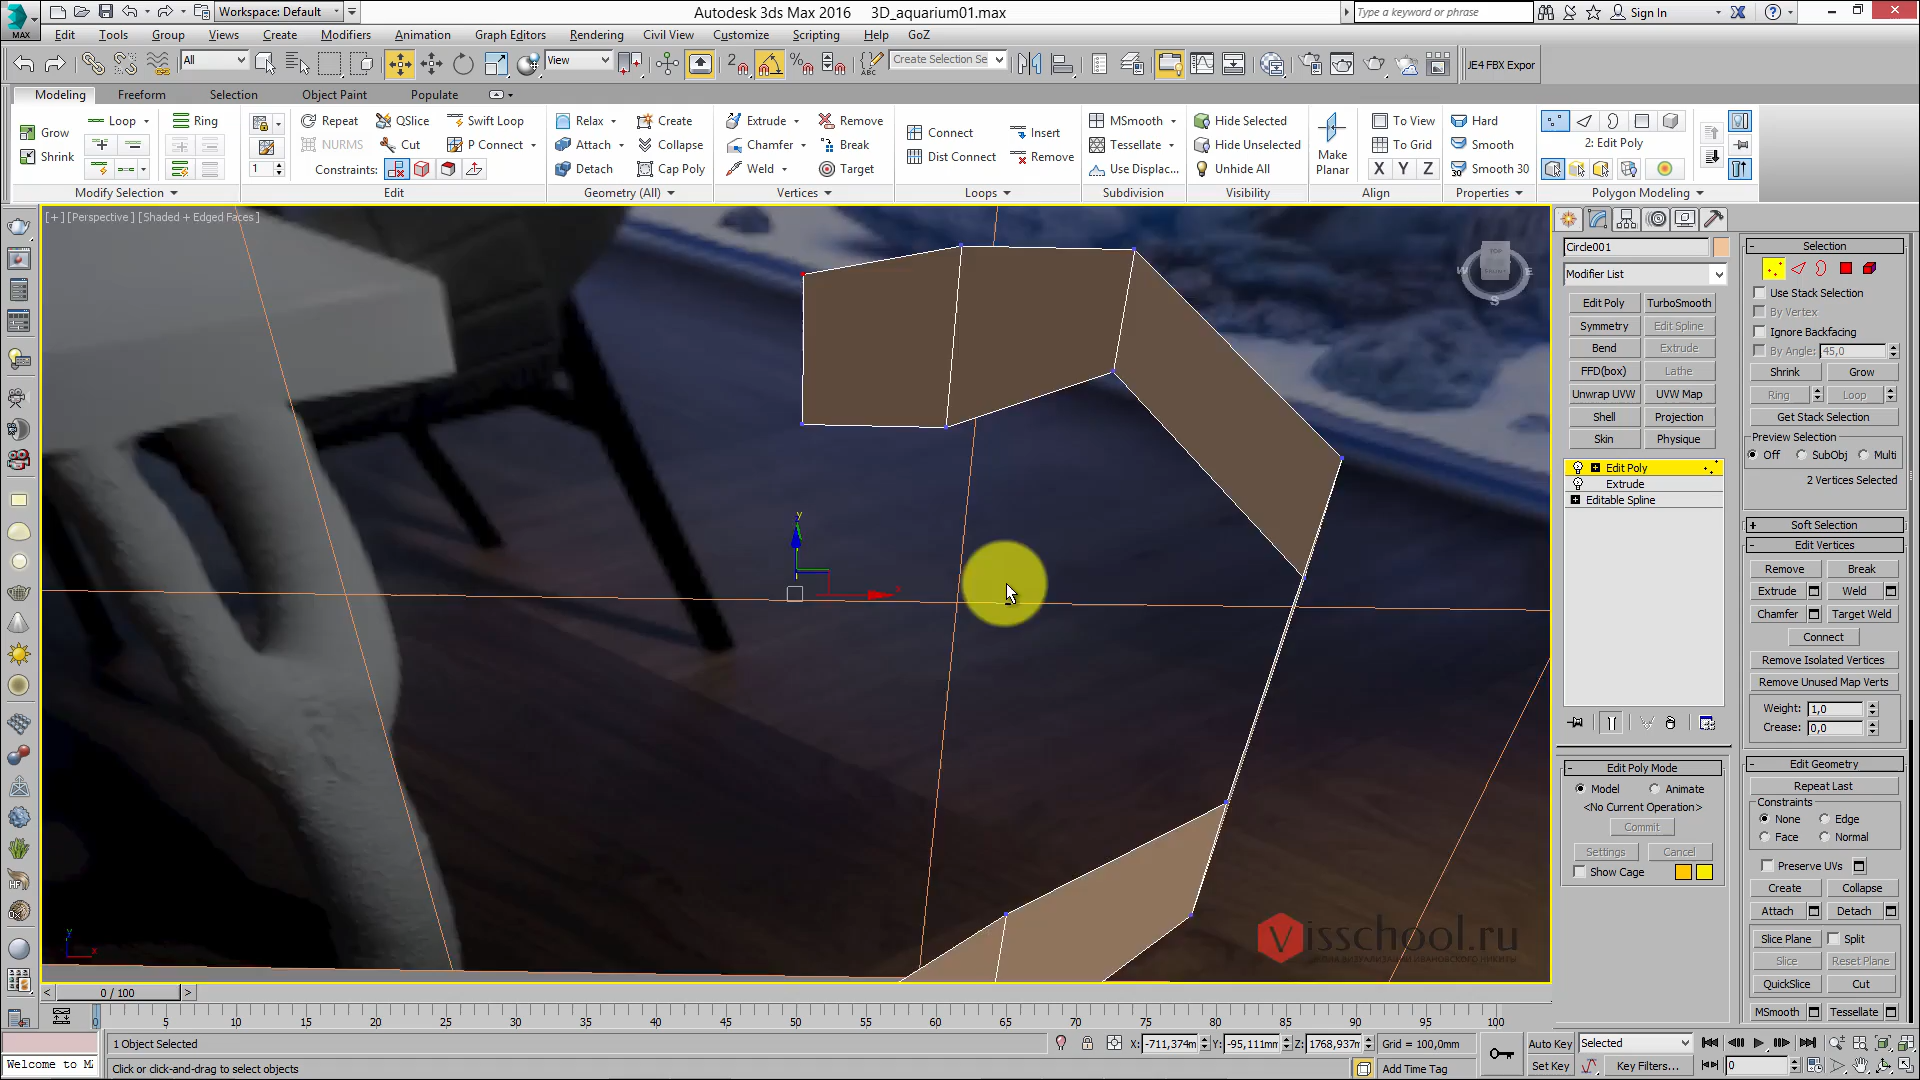 MAX
Workspace: Default
Autodesk 3ds Max 2016    3D_aquarium01.max
Type a keyword or phrase
Sign In
Edit Tools Group Views Create Modifiers Animation Graph Editors Rendering Civil View Customize Scripting Help GoZ
All
View
Create Selection Se
JE4 FBX Expor
Modeling Freeform Selection Object Paint Populate
Grow Loop Ring Repeat QSlice Swift Loop Relax Create Extrude Remove Connect Insert MSmooth Hide Selected To View Hard
Shrink NURMS Cut P Connect Attach Collapse Chamfer Break Dist Connect Remove Tessellate Hide Unselected Make Planar To Grid Smooth 2: Edit Poly
1 Constraints: Detach Cap Poly Weld Target Use Displac... Unhide All X Y Z Smooth 30
Modify Selection Edit Geometry (All) Vertices Loops Subdivision Visibility Align Properties Polygon Modeling
[+] [Perspective] [Shaded + Edged Faces]
TOP
FRONT
W E
S
y
x
Visschool.ru
Circle001
Modifier List
Edit Poly TurboSmooth
Symmetry Edit Spline
Bend Extrude
FFD(box) Lathe
Unwrap UVW UVW Map
Shell Projection
Skin Physique
Edit Poly
Extrude
Editable Spline
Edit Poly Mode
Model Animate
<No Current Operation>
Commit
Settings Cancel
Show Cage
Selection
Use Stack Selection
By Vertex
Ignore Backfacing
By Angle: 45,0
Shrink Grow
Ring Loop
Get Stack Selection
Preview Selection
Off SubObj Multi
2 Vertices Selected
Soft Selection
Edit Vertices
Remove Break
Extrude Weld
Chamfer Target Weld
Connect
Remove Isolated Vertices
Remove Unused Map Verts
Weight: 1,0
Crease: 0,0
Edit Geometry
Repeat Last
Constraints
None Edge
Face Normal
Preserve UVs
Create Collapse
Attach Detach
Slice Plane Split
Slice Reset Plane
QuickSlice Cut
MSmooth Tessellate
< 0 / 100 >
0 5 10 15 20 25 30 35 40 45 50 55 60 65 70 75 80 85 90 95 100
1 Object Selected
X: -711,374m Y: -95,111mm Z: 1768,937m Grid = 100,0mm
Auto Key Selected
Welcome to M
Click or click-and-drag to select objects
Add Time Tag
Set Key Key Filters... 0